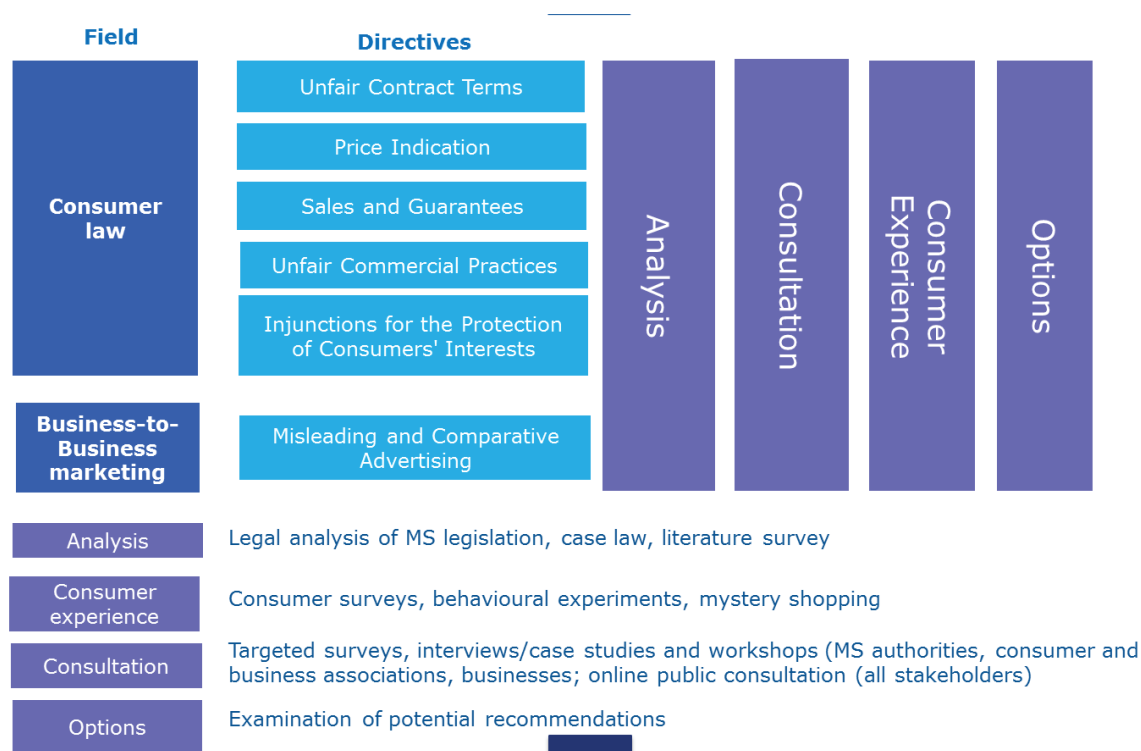 Field
Directives
Consumer
law
Unfair Contract Terms
Price Indication
Sales and Guarantees
Unfair Commercial Practices
Injunctions for the Protection
of Consumers' Interests
Business-to-
Business
marketing
Misleading and Comparative
Advertising
Analysis
Consultation
Consumer
Experience
Options
Analysis
Legal analysis of MS legislation, case law, literature survey
Consumer
experience
Consumer surveys, behavioural experiments, mystery shopping
Consultation
Targeted surveys, interviews/case studies and workshops (MS authorities, consumer and
business associations, businesses; online public consultation (all stakeholders)
Options
Examination of potential recommendations